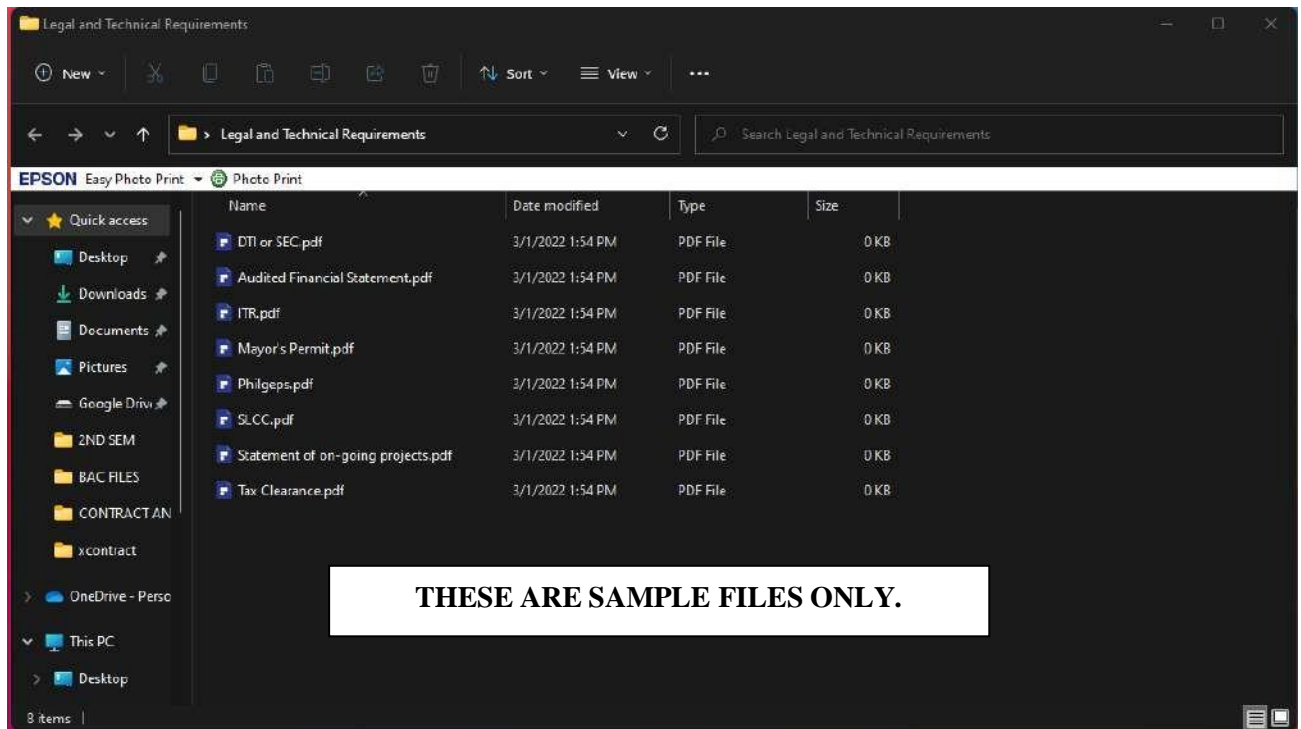 Legal and Technical Requirements
New
Sort
View
Legal and Technical Requirements
Search Legal and Technical Requirements
EPSON Easy Photo Print Photo Print
Name Date modified Type Size
Quick access
Desktop
Downloads
Documents
Pictures
Google Driv
2ND SEM
BAC FILES
CONTRACT AN
xcontract
OneDrive - Perso
This PC
Desktop
DTI or SEC.pdf 3/1/2022 1:54 PM PDF File 0 KB
Audited Financial Statement.pdf 3/1/2022 1:54 PM PDF File 0 KB
ITR.pdf 3/1/2022 1:54 PM PDF File 0 KB
Mayor's Permit.pdf 3/1/2022 1:54 PM PDF File 0 KB
Philgeps.pdf 3/1/2022 1:54 PM PDF File 0 KB
SLCC.pdf 3/1/2022 1:54 PM PDF File 0 KB
Statement of on-going projects.pdf 3/1/2022 1:54 PM PDF File 0 KB
Tax Clearance.pdf 3/1/2022 1:54 PM PDF File 0 KB
THESE ARE SAMPLE FILES ONLY.
8 items